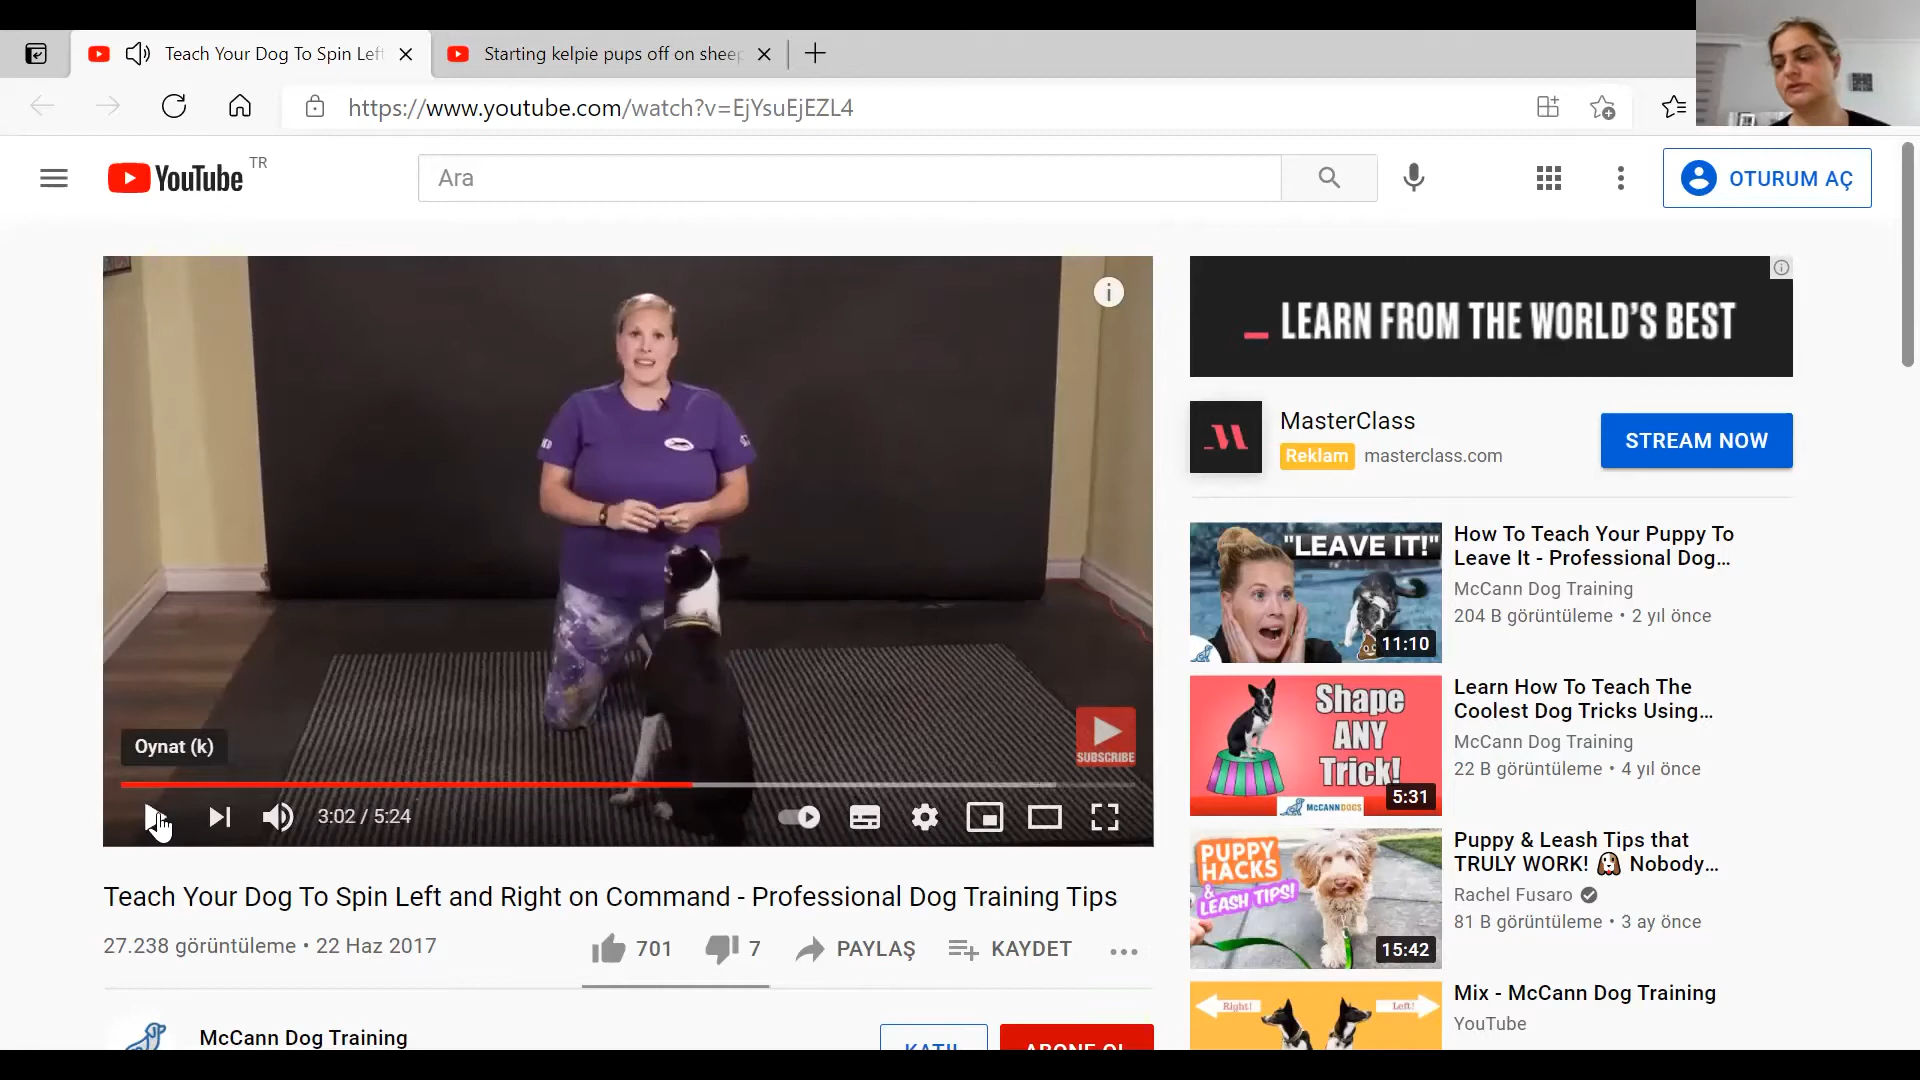 Teach Your Dog To Spin Left
Starting kelpie pups off on sheep
https://www.youtube.com/watch?v=EjYsuEjEZL4
YouTube TR
Ara
OTURUM AÇ
LEARN FROM THE WORLD'S BEST
MasterClass
Reklam masterclass.com
STREAM NOW
SUBSCRIBE
Oynat (k)
3:02 / 5:24
Teach Your Dog To Spin Left and Right on Command - Professional Dog Training Tips
27.238 görüntüleme • 22 Haz 2017
701
7
PAYLAŞ
KAYDET
McCann Dog Training
KATIL
ABONE OL
"LEAVE IT!"
11:10
How To Teach Your Puppy To
Leave It - Professional Dog...
McCann Dog Training
204 B görüntüleme • 2 yıl önce
Shape
ANY
Trick!
McCANNDOGS
5:31
Learn How To Teach The
Coolest Dog Tricks Using...
McCann Dog Training
22 B görüntüleme • 4 yıl önce
PUPPY
HACKS
& LEASH TIPS!
15:42
Puppy & Leash Tips that
TRULY WORK! Nobody...
Rachel Fusaro
81 B görüntüleme • 3 ay önce
Right!
Left!
Mix - McCann Dog Training
YouTube